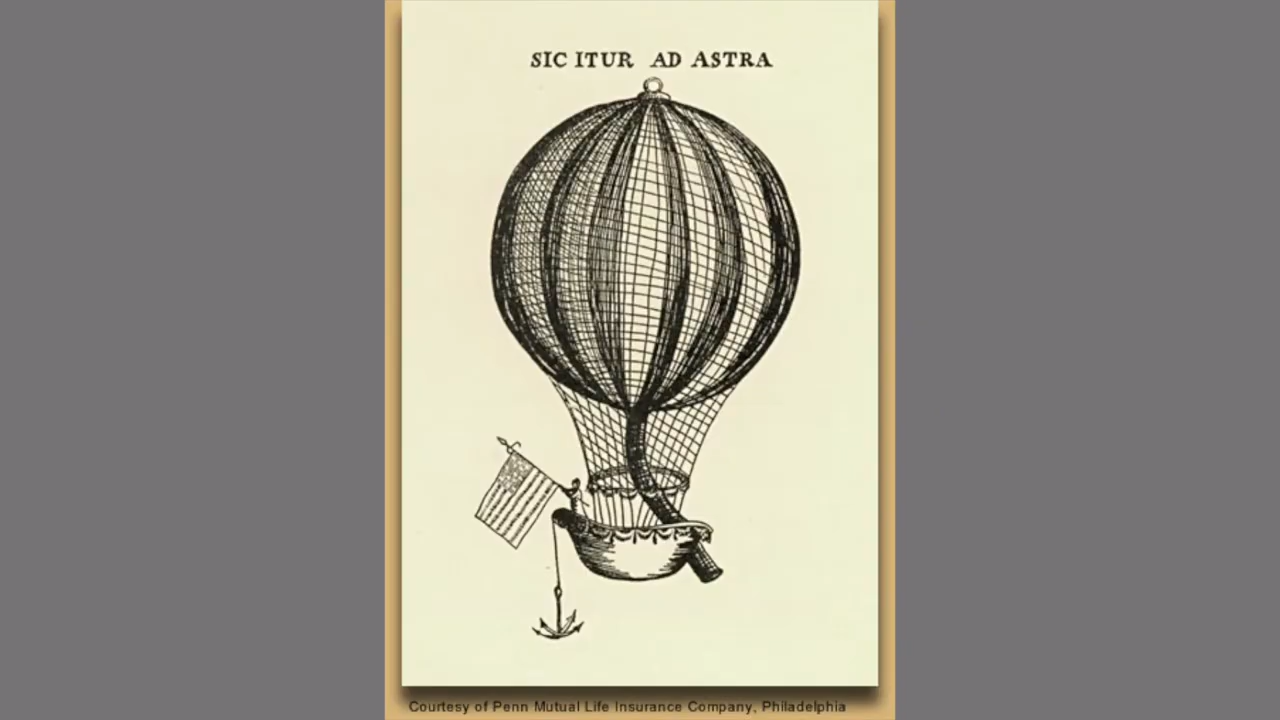 SIC ITUR AD ASTRA
Courtesy of Penn Mutual Life Insurance Company, Philadelphia